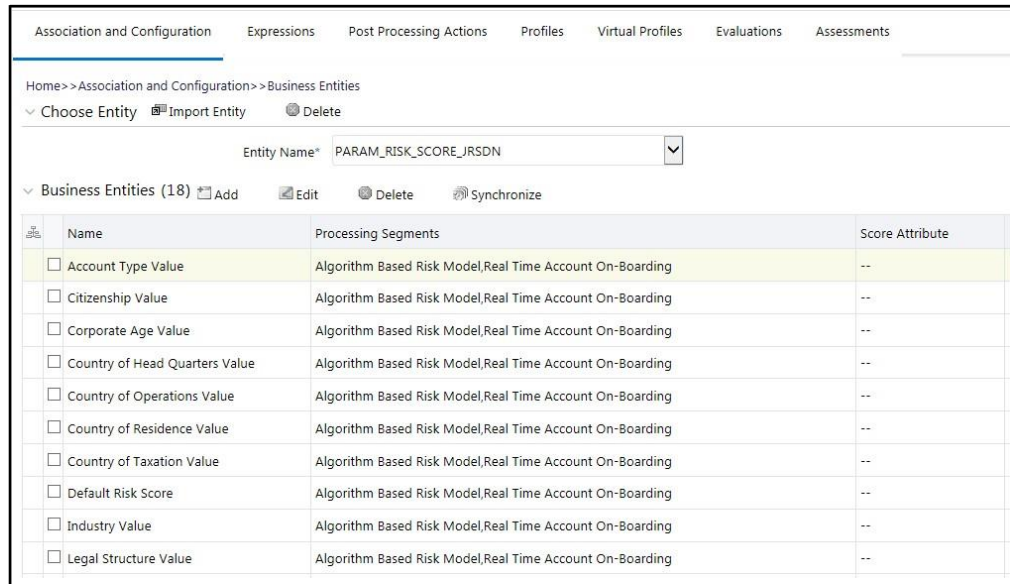 Association and Configuration Expressions Post Processing Actions Profiles Virtual Profiles Evaluations Assessments
Home>>Association and Configuration>>Business Entities
Choose Entity Import Entity Delete
Entity Name* PARAM_RISK_SCORE_JRSDN
Business Entities (18) Add Edit Delete Synchronize
Name Processing Segments Score Attribute
Account Type Value Algorithm Based Risk Model,Real Time Account On-Boarding --
Citizenship Value Algorithm Based Risk Model,Real Time Account On-Boarding --
Corporate Age Value Algorithm Based Risk Model,Real Time Account On-Boarding --
Country of Head Quarters Value Algorithm Based Risk Model,Real Time Account On-Boarding --
Country of Operations Value Algorithm Based Risk Model,Real Time Account On-Boarding --
Country of Residence Value Algorithm Based Risk Model,Real Time Account On-Boarding --
Country of Taxation Value Algorithm Based Risk Model,Real Time Account On-Boarding --
Default Risk Score Algorithm Based Risk Model,Real Time Account On-Boarding --
Industry Value Algorithm Based Risk Model,Real Time Account On-Boarding --
Legal Structure Value Algorithm Based Risk Model,Real Time Account On-Boarding --